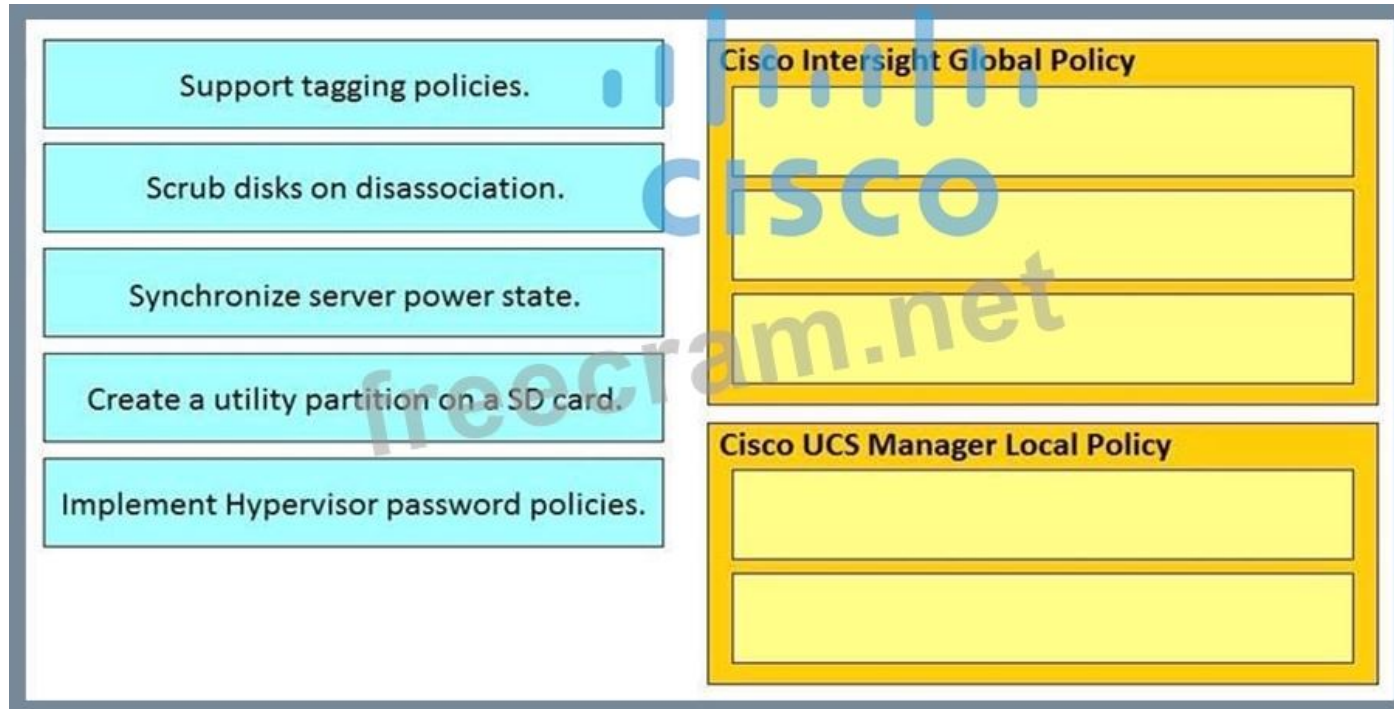 Support tagging policies.
Scrub disks on disassociation.
Synchronize server power state.
Create a utility partition on a SD card.
Implement Hypervisor password policies.
Cisco Intersight Global Policy
CISCO
freecram.net
Cisco UCS Manager Local Policy